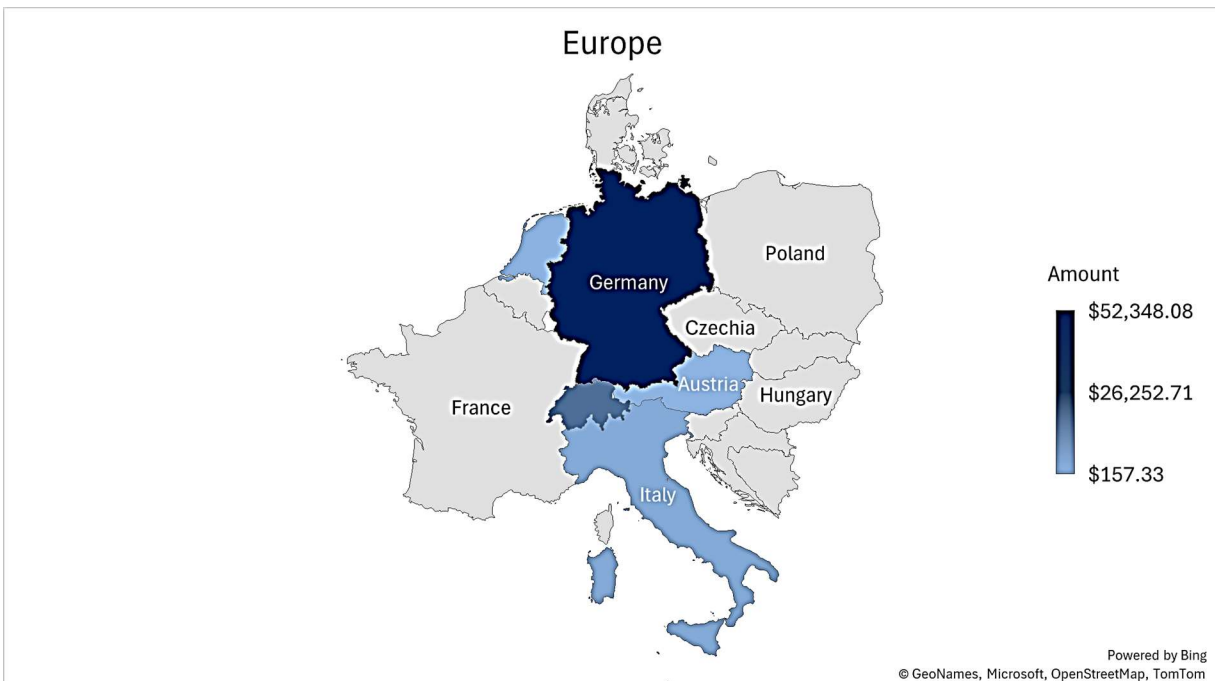 Europe
Poland
Germany
Czechia
Austria
Hungary
France
Italy
Amount
$52,348.08
$26,252.71
$157.33
Powered by Bing
© GeoNames, Microsoft, OpenStreetMap, TomTom